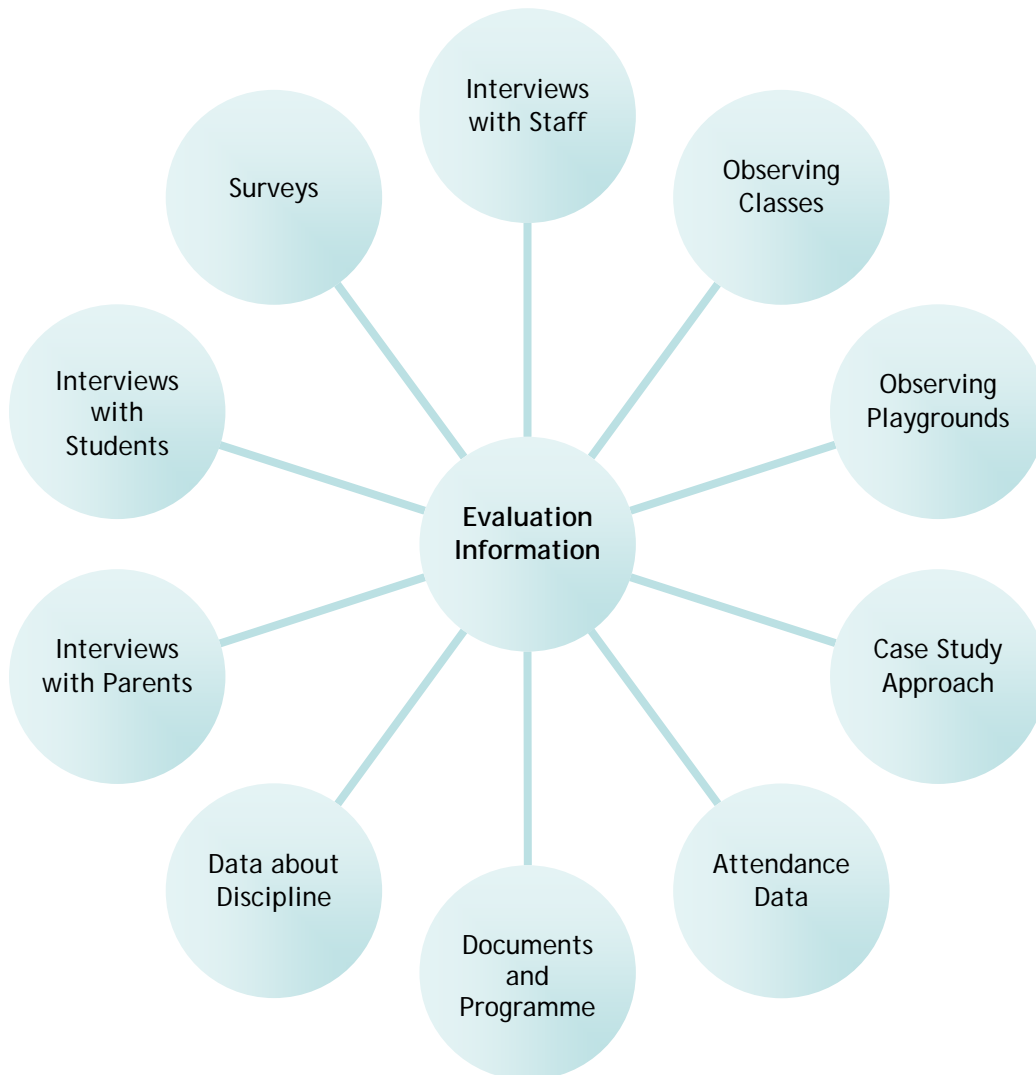 Interviews
with Staff
Observing
Classes
Observing
Playgrounds
Case Study
Approach
Attendance
Data
Documents
and
Programme
Data about
Discipline
Interviews
with Parents
Interviews
with
Students
Surveys
Evaluation
Information